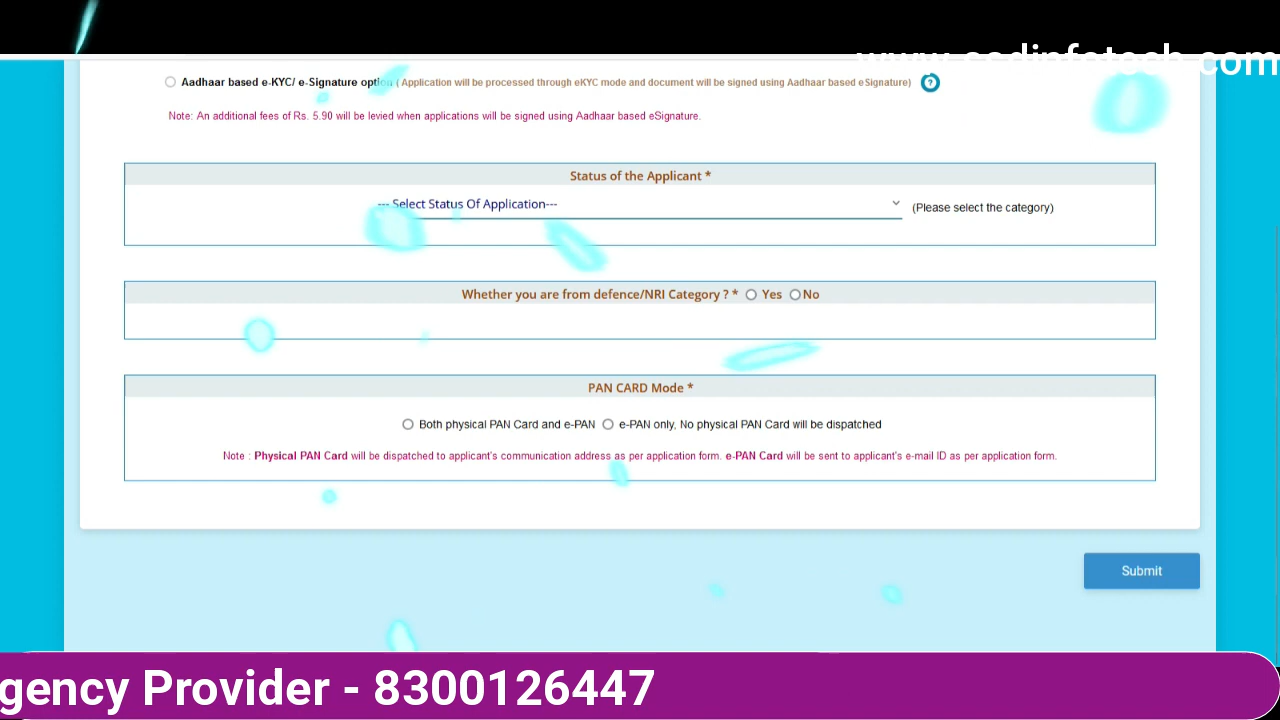 www.esdinfotech.com
Aadhaar based e-KYC/ e-Signature option ( Application will be processed through eKYC mode and document will be signed using Aadhaar based eSignature) ?
Note: An additional fees of Rs. 5.90 will be levied when applications will be signed using Aadhaar based eSignature.
Status of the Applicant *
--- Select Status Of Application--- (Please select the category)
Whether you are from defence/NRI Category ? * Yes No
PAN CARD Mode *
Both physical PAN Card and e-PAN e-PAN only, No physical PAN Card will be dispatched
Note : Physical PAN Card will be dispatched to applicant's communication address as per application form. e-PAN Card will be sent to applicant's e-mail ID as per application form.
Submit
gency Provider - 8300126447